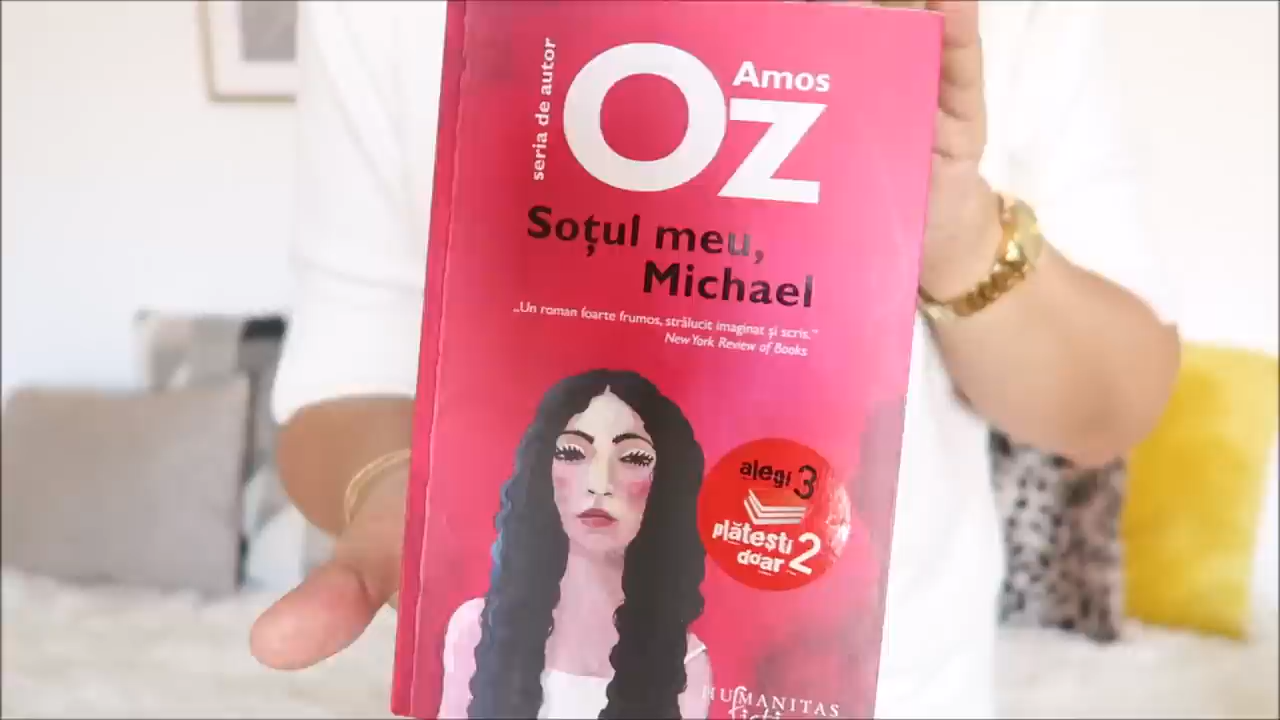 seria de autor
Amos
Oz
Soțul meu,
Michael
„Un roman foarte frumos, strălucit imaginat și scris.”
New York Review of Books
alegi 3
plătești
doar 2
HUMANITAS
ficți